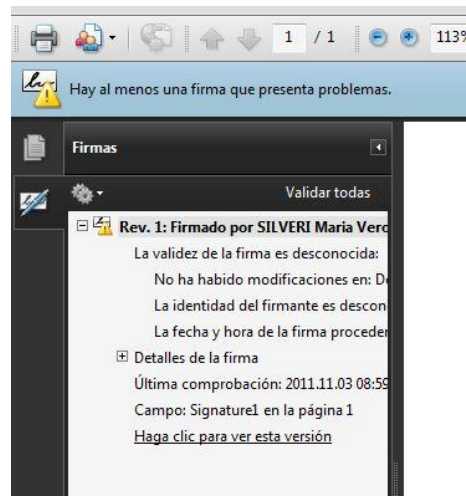 1 / 1 113%
Hay al menos una firma que presenta problemas.
Firmas
Validar todas
Rev. 1: Firmado por SILVERI Maria
La validez de la firma es desconocida:
No ha habido modificaciones en:
La identidad del firmante es
La fecha y hora de la firma
Detalles de la firma
Última comprobación: 2011.11.03 08:59
Campo: Signature1 en la página 1
Haga clic para ver esta versión